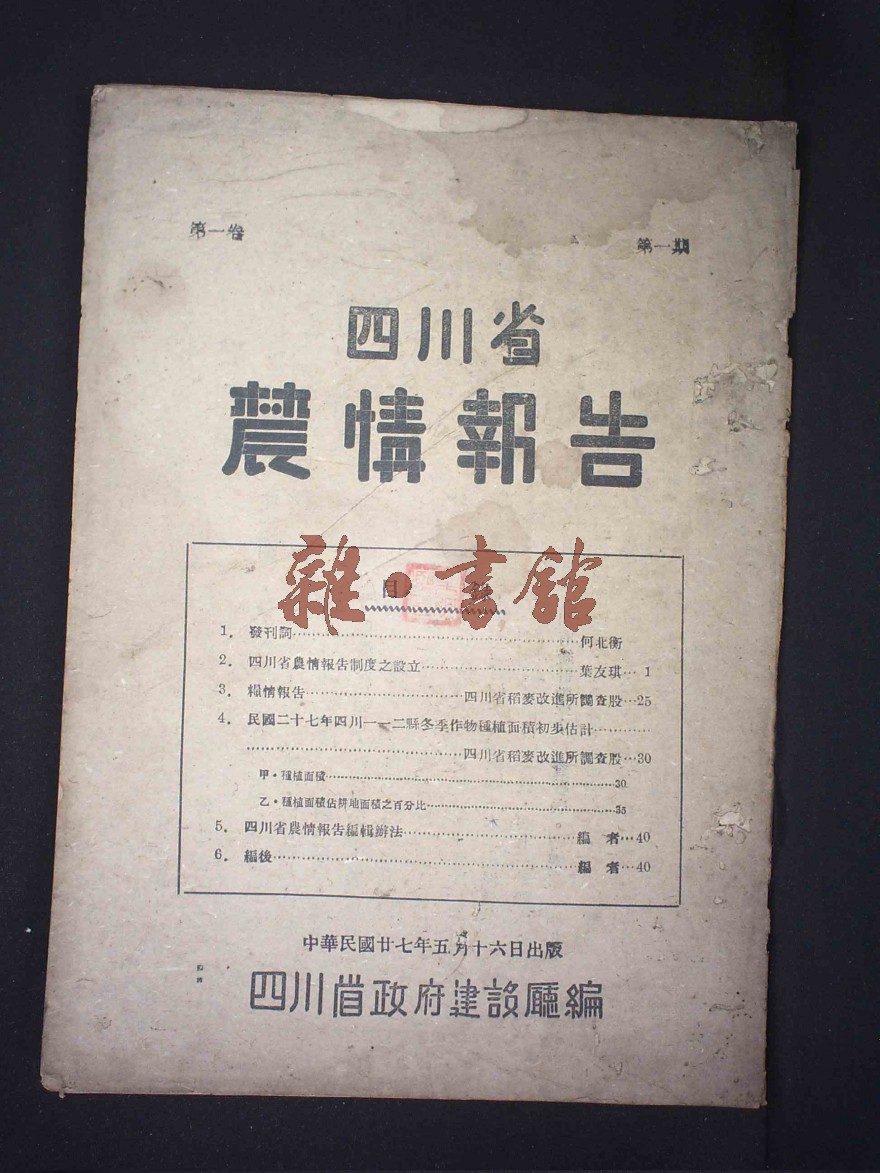 第一卷
第一期
四川省
農情報告
雜·書館
目
1. 發刊詞……何北衡
2. 四川省農情報告制度之設立……葉友琪…1
3. 糧情報告……四川省稻麥改進所調查股…25
4. 民國二十七年四川一一二縣冬季作物種植面積初步估計……
……四川省稻麥改進所調查股…30
甲·種植面積……30
乙·種植面積佔耕地面積之百分比……35
5. 四川省農情報告編輯辦法……編者…40
6. 編後……編者…40
中華民國廿七年五月十六日出版
四川省政府建設廳編